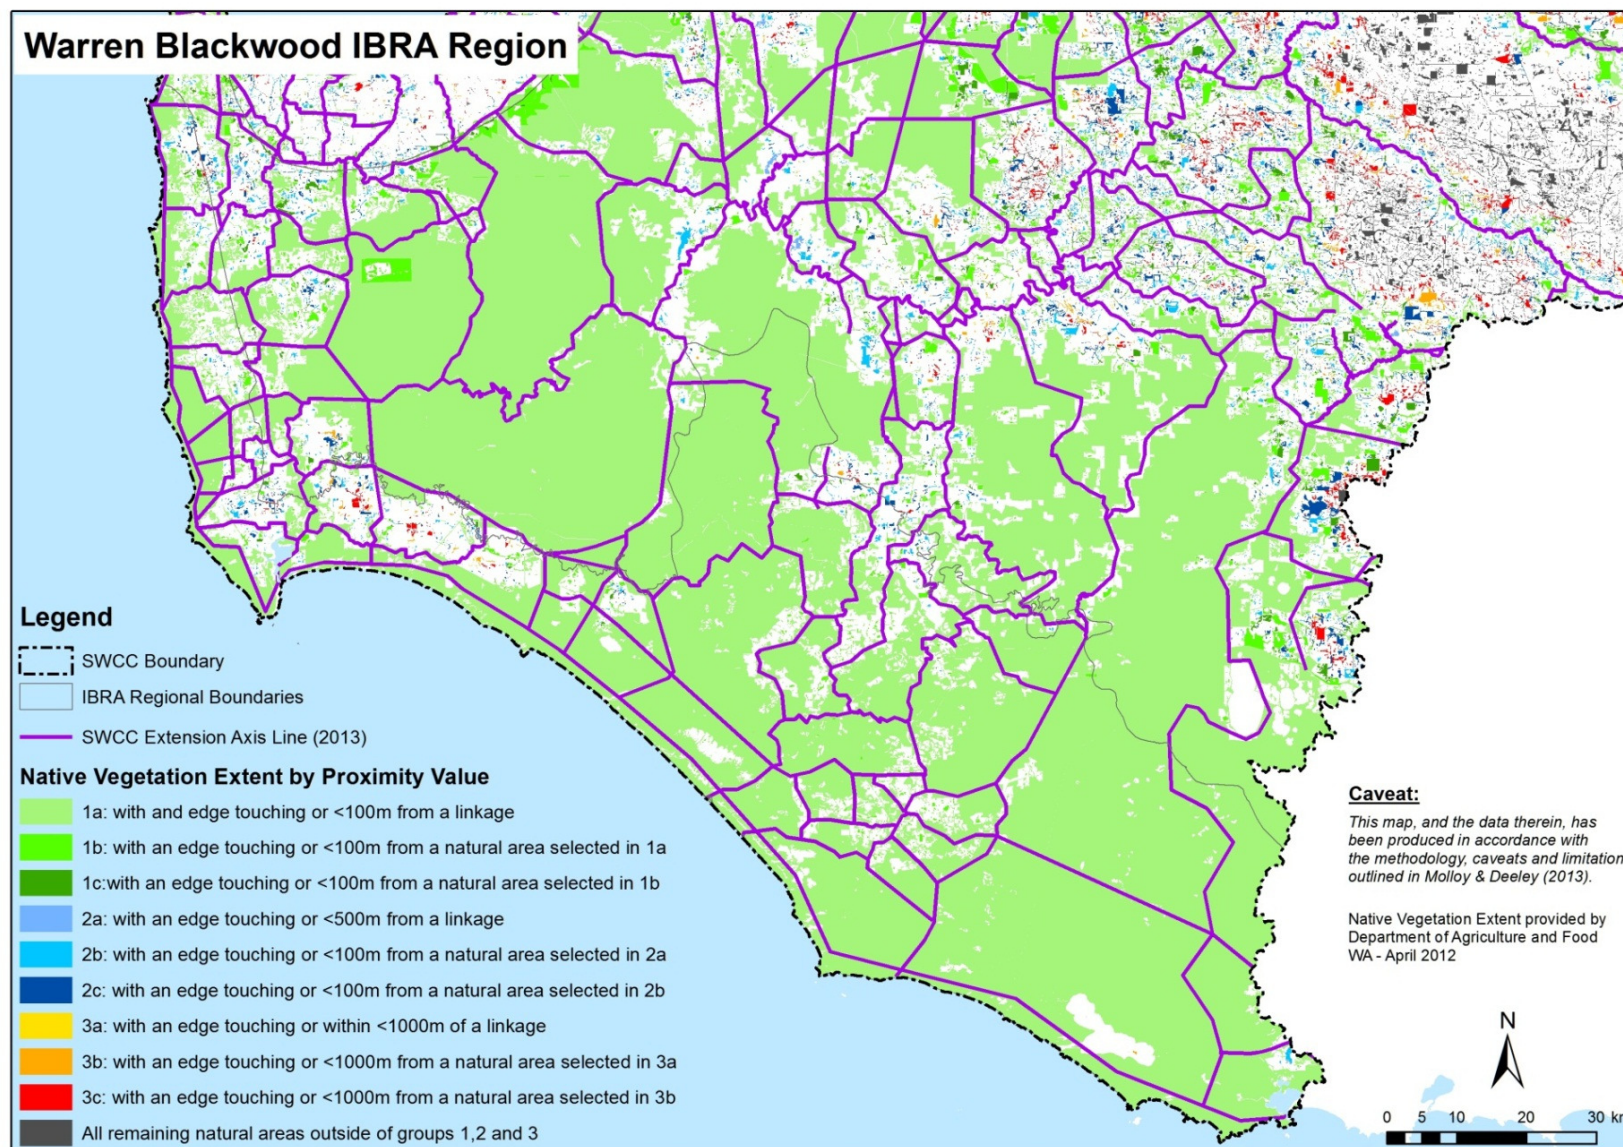 Warren Blackwood IBRA Region
Legend
SWCC Boundary
IBRA Regional Boundaries
SWCC Extension Axis Line (2013)
Native Vegetation Extent by Proximity Value
1a: with and edge touching or <100m from a linkage
1b: with an edge touching or <100m from a natural area selected in 1a
1c:with an edge touching or <100m from a natural area selected in 1b
2a: with an edge touching or <500m from a linkage
2b: with an edge touching or <100m from a natural area selected in 2a
2c: with an edge touching or <100m from a natural area selected in 2b
3a: with an edge touching or within <1000m of a linkage
3b: with an edge touching or <1000m from a natural area selected in 3a
3c: with an edge touching or <1000m from a natural area selected in 3b
All remaining natural areas outside of groups 1,2 and 3
Caveat:
This map, and the data therein, has
been produced in accordance with
the methodology, caveats and limitation
outlined in Molloy & Deeley (2013).
Native Vegetation Extent provided by
Department of Agriculture and Food
WA - April 2012
N
0 5 10 20 30 km